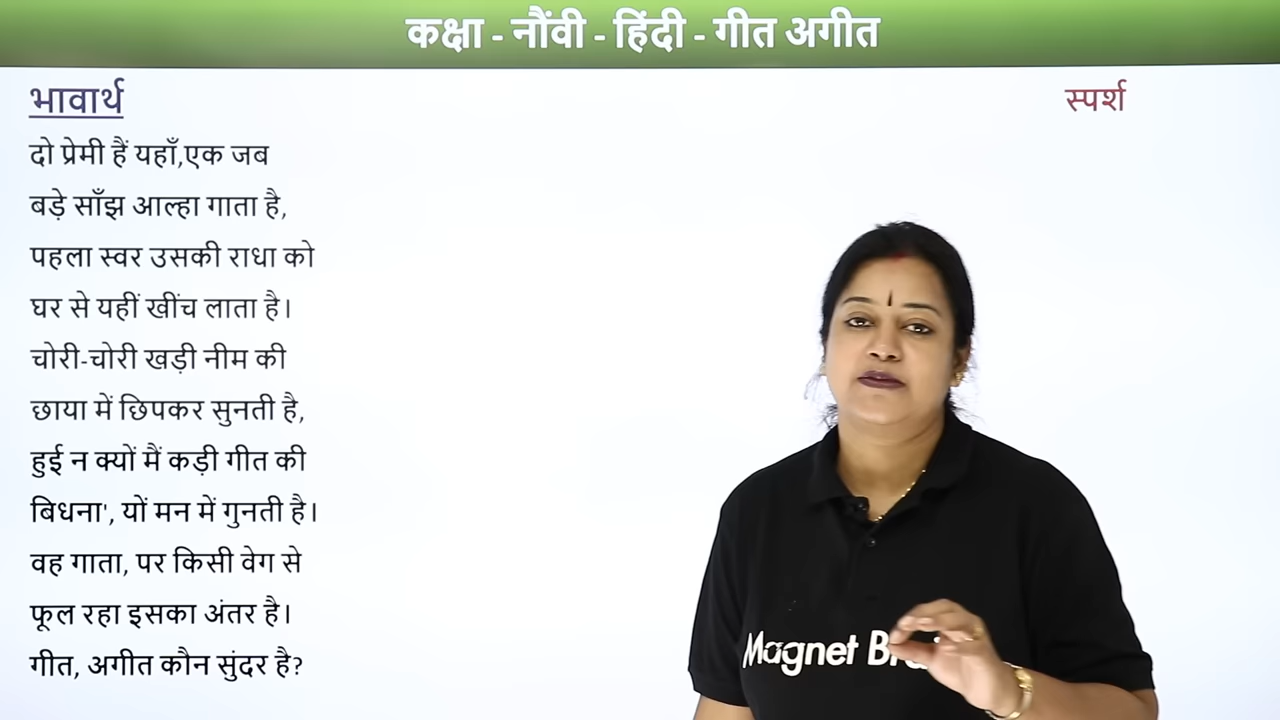 कक्षा - नौंवी - हिंदी - गीत अगीत
भावार्थ
स्पर्श
दो प्रेमी हैं यहाँ,एक जब
बड़े साँझ आल्हा गाता है,
पहला स्वर उसकी राधा को
घर से यहीं खींच लाता है।
चोरी-चोरी खड़ी नीम की
छाया में छिपकर सुनती है,
हुई न क्यों मैं कड़ी गीत की
बिधना', यों मन में गुनती है।
वह गाता, पर किसी वेग से
फूल रहा इसका अंतर है।
गीत, अगीत कौन सुंदर है?
Magnet